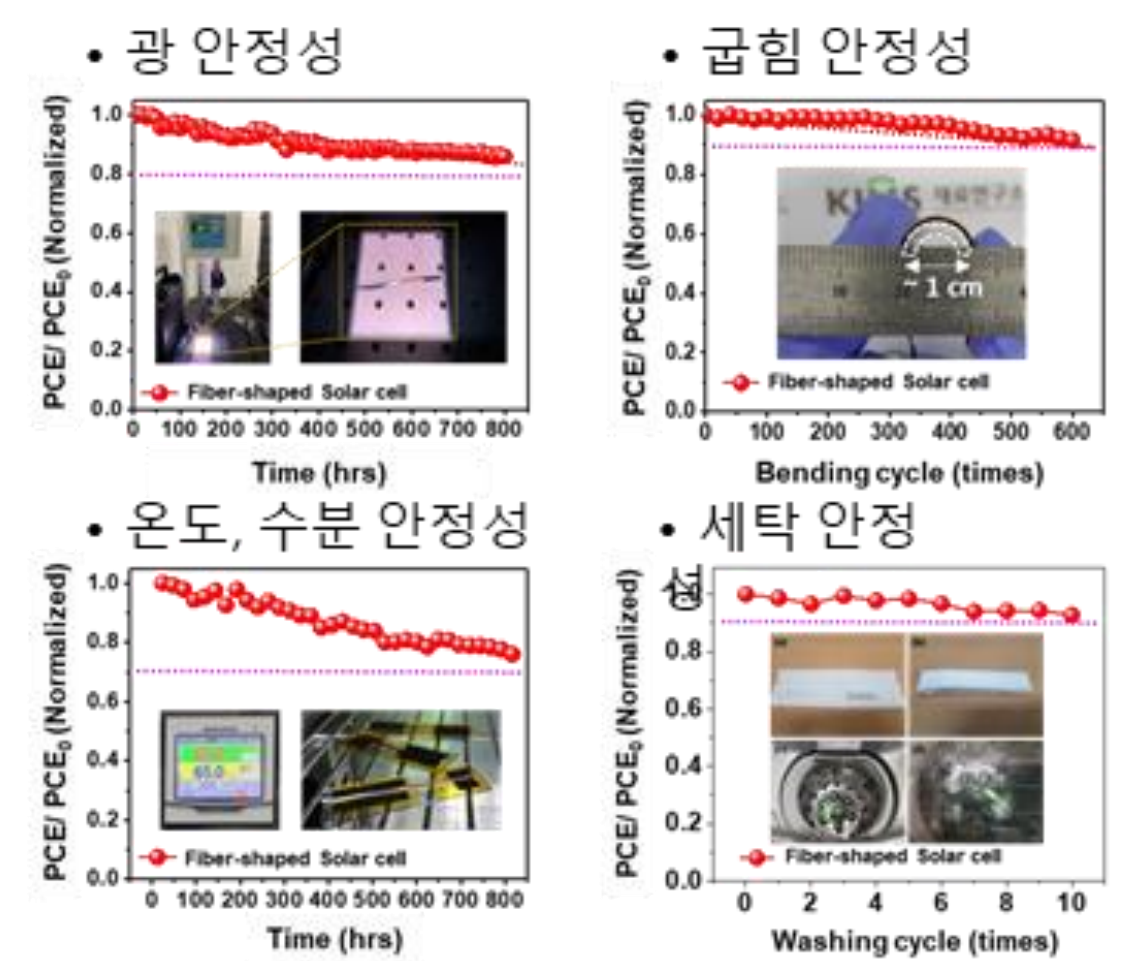 • 광 안정성
PCE/ PCE₀ (Normalized)
1.0
0.8
0.6
0.4
0.2
0.0
Fiber-shaped Solar cell
0 100 200 300 400 500 600 700 800
Time (hrs)
• 굽힘 안정성
PCE/ PCE₀ (Normalized)
1.0
0.8
0.6
0.4
0.2
0.0
KIMS 재료연구소
~ 1 cm
Fiber-shaped Solar cell
0 100 200 300 400 500 600
Bending cycle (times)
• 온도, 수분 안정성
PCE/ PCE₀ (Normalized)
1.0
0.8
0.6
0.4
0.2
0.0
65.0
Fiber-shaped Solar cell
0 100 200 300 400 500 600 700 800
Time (hrs)
• 세탁 안정
성
PCE/ PCE₀ (Normalized)
0.8
0.6
0.4
0.2
0.0
Fiber-shaped Solar cell
0 2 4 6 8 10
Washing cycle (times)